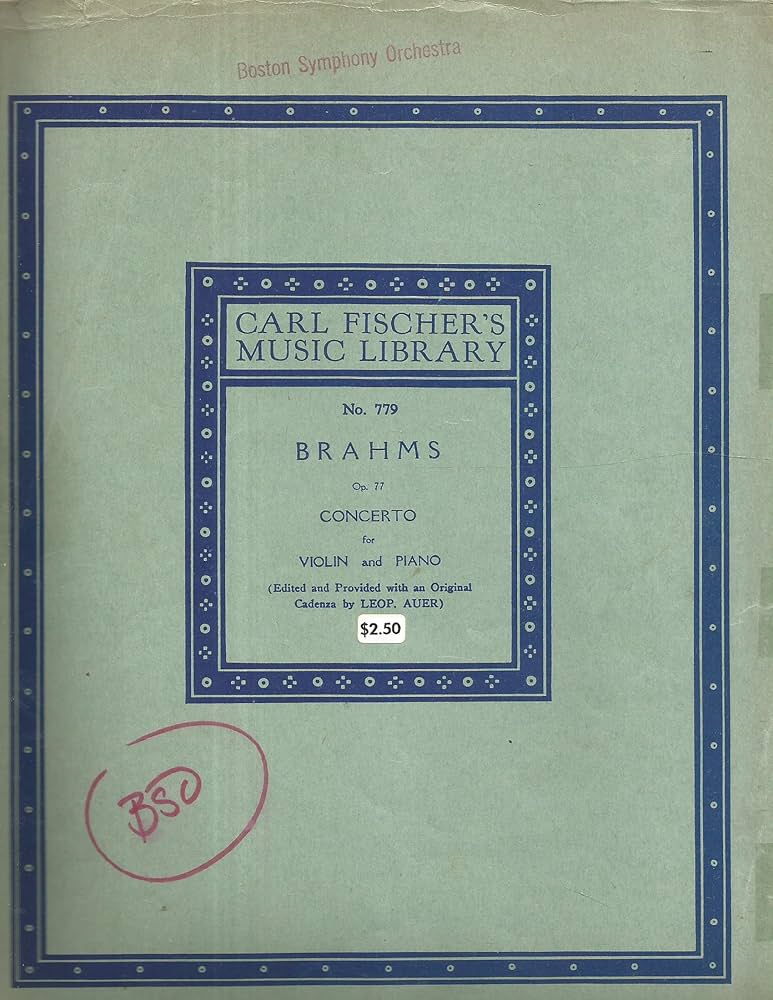 Boston Symphony Orchestra
CARL FISCHER'S
MUSIC LIBRARY
No. 779
BRAHMS
Op. 77
CONCERTO
for
VIOLIN and PIANO
(Edited and Provided with an Original
Cadenza by LEOP. AUER)
$2.50
BSO